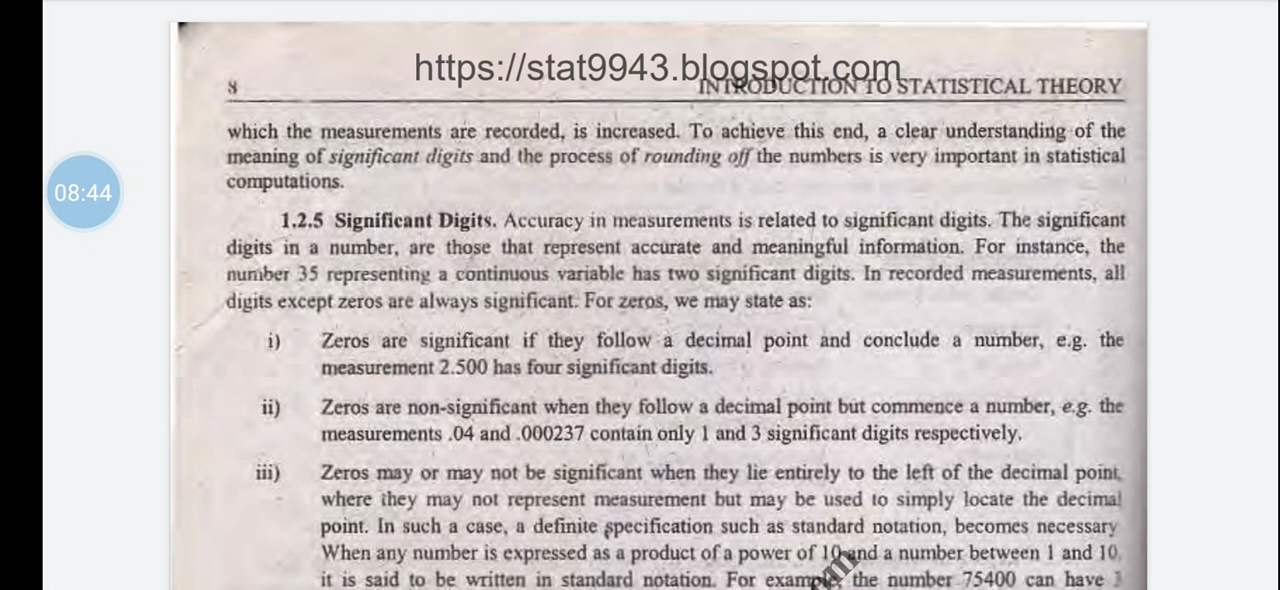 https://stat9943.blogspot.com
8 INTRODUCTION TO STATISTICAL THEORY
which the measurements are recorded, is increased. To achieve this end, a clear understanding of the
meaning of significant digits and the process of rounding off the numbers is very important in statistical
computations.
08:44
1.2.5 Significant Digits. Accuracy in measurements is related to significant digits. The significant
digits in a number, are those that represent accurate and meaningful information. For instance, the
number 35 representing a continuous variable has two significant digits. In recorded measurements, all
digits except zeros are always significant. For zeros, we may state as:
i) Zeros are significant if they follow a decimal point and conclude a number, e.g. the
measurement 2.500 has four significant digits.
ii) Zeros are non-significant when they follow a decimal point but commence a number, e.g. the
measurements .04 and .000237 contain only 1 and 3 significant digits respectively.
iii) Zeros may or may not be significant when they lie entirely to the left of the decimal point,
where they may not represent measurement but may be used to simply locate the decimal
point. In such a case, a definite specification such as standard notation, becomes necessary
When any number is expressed as a product of a power of 10 and a number between 1 and 10,
it is said to be written in standard notation. For example, the number 75400 can have 3